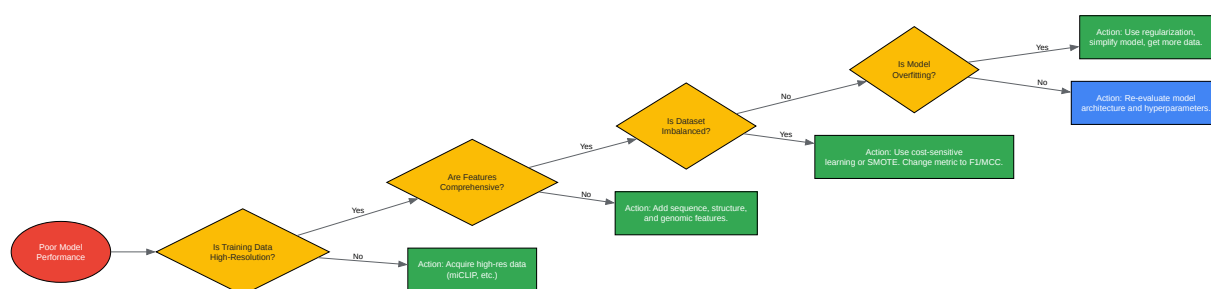 Poor Model
Performance
Is Training Data
High-Resolution?
Yes
No
Action: Acquire high-res data
(miCLIP, etc.)
Are Features
Comprehensive?
Yes
No
Action: Add sequence, structure,
and genomic features.
Is Dataset
Imbalanced?
No
Yes
Action: Use cost-sensitive
learning or SMOTE. Change metric to F1/MCC.
Is Model
Overfitting?
Yes
No
Action: Use regularization,
simplify model, get more data.
Action: Re-evaluate model
architecture and hyperparameters.